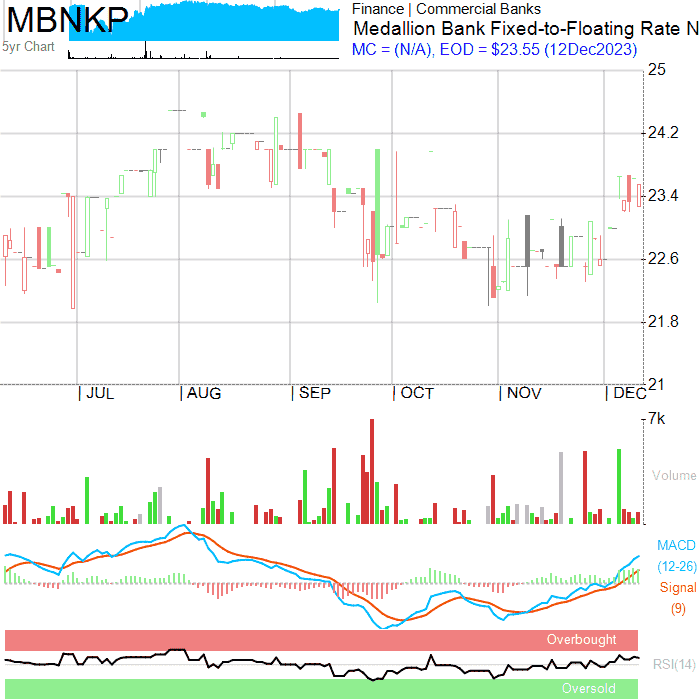 MBNKP
5yr Chart
Finance | Commercial Banks
Medallion Bank Fixed-to-Floating Rate N
MC = (N/A), EOD = $23.55 (12Dec2023)
25
24.2
23.4
22.6
21.8
21
| JUL | AUG | SEP | OCT | NOV | DEC
7k
Volume
MACD
(12-26)
Signal
(9)
Overbought
RSI(14)
Oversold